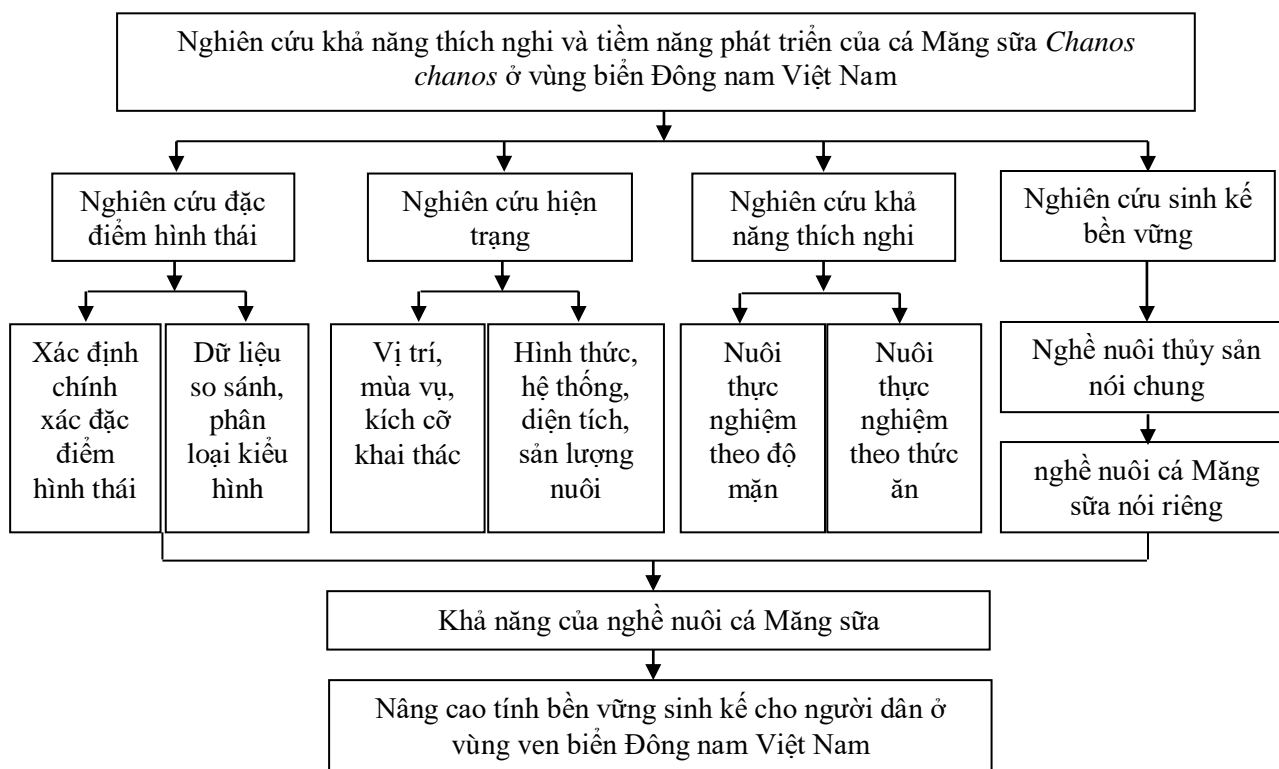 Nghiên cứu khả năng thích nghi và tiềm năng phát triển của cá Măng sữa Chanos
chanos ở vùng biển Đông nam Việt Nam
Nghiên cứu đặc
điểm hình thái
Nghiên cứu hiện
trạng
Nghiên cứu khả
năng thích nghi
Nghiên cứu sinh kế
bền vững
Xác định
chính
xác đặc
điểm
hình thái
Dữ liệu
so sánh,
phân
loại kiểu
hình
Vị trí,
mùa vụ,
kích cỡ
khai thác
Hình thức,
hệ thống,
diện tích,
sản lượng
nuôi
Nuôi
thực
nghiệm
theo độ
mặn
Nuôi
thực
nghiệm
theo thức
ăn
Nghề nuôi thủy sản
nói chung
nghề nuôi cá Măng
sữa nói riêng
Khả năng của nghề nuôi cá Măng sữa
Nâng cao tính bền vững sinh kế cho người dân ở
vùng ven biển Đông nam Việt Nam